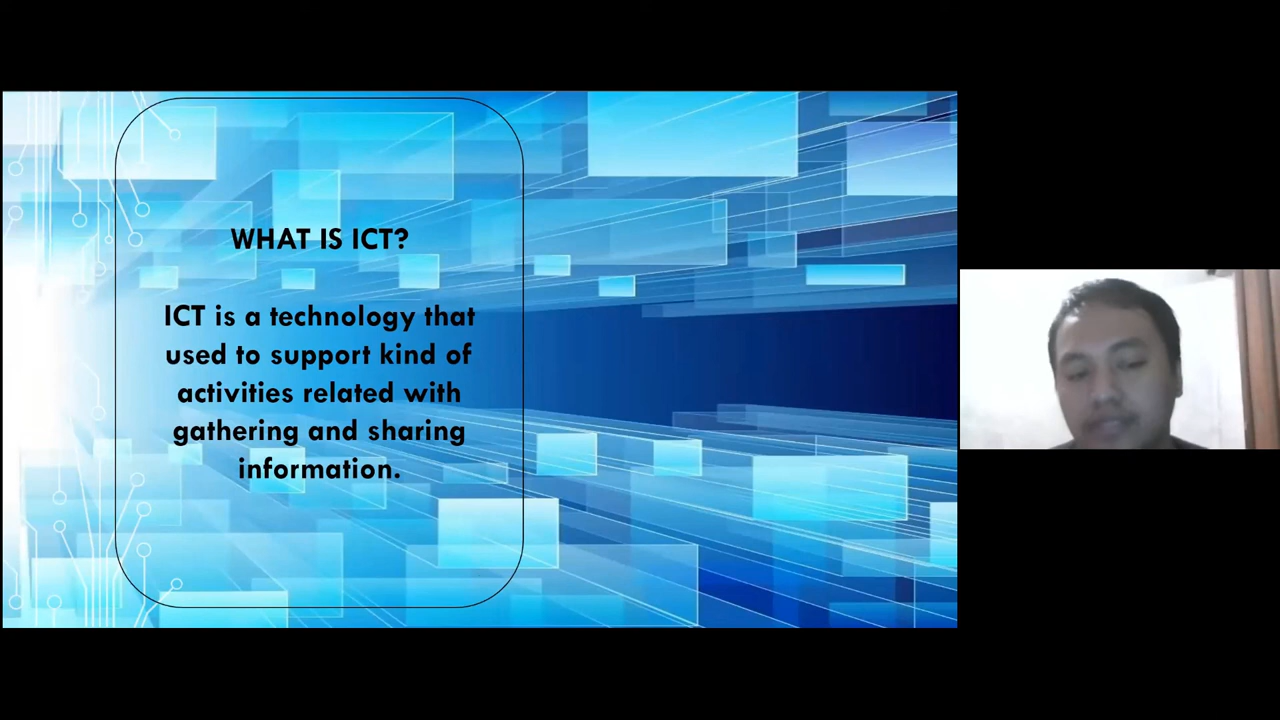 WHAT IS ICT?
ICT is a technology that
used to support kind of
activities related with
gathering and sharing
information.